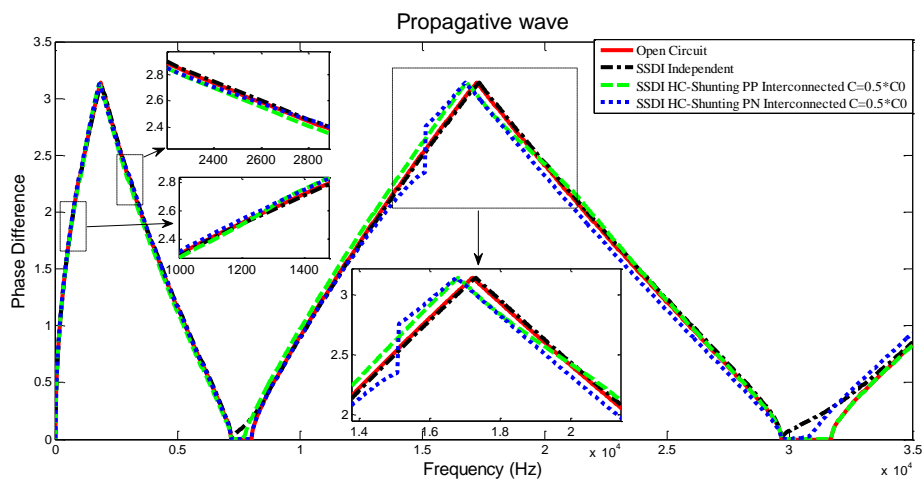 Propagative wave
Open Circuit
SSDI Independent
SSDI HC-Shunting PP Interconnected C=0.5*C0
SSDI HC-Shunting PN Interconnected C=0.5*C0
Phase Difference
3.5
3
2.5
2
1.5
1
0.5
0
2.8
2.6
2.4
2200 2400 2600 2800
2.8
2.6
2.4
1000 1200 1400
3
2.5
2
1.4 1.6 1.8 2
x 10⁴
0 0.5 1 1.5 2 2.5 3 3.5
x 10⁴
Frequency (Hz)